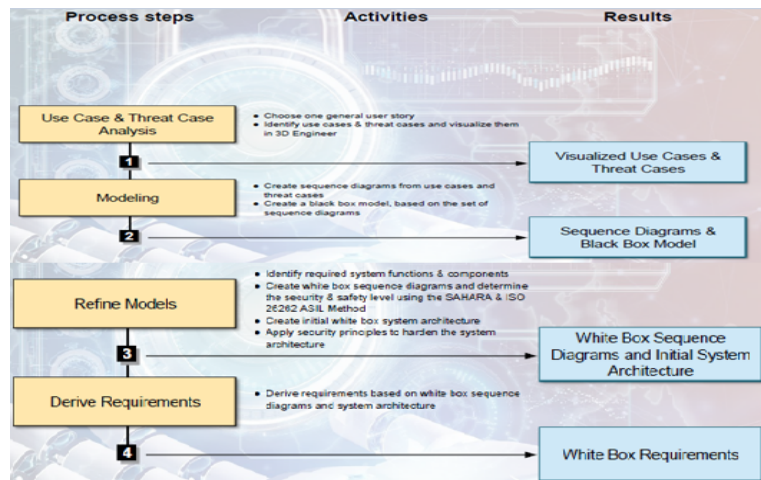 Process steps
Activities
Results
Use Case & Threat Case
Analysis
• Choose one general user story
• Identify use cases & threat cases and visualize them
in 3D Engineer
1
Visualized Use Cases &
Threat Cases
Modeling
• Create sequence diagrams from use cases and
threat cases
• Create a black box model, based on the set of
sequence diagrams
2
Sequence Diagrams &
Black Box Model
Refine Models
• Identify required system functions & components
• Create white box sequence diagrams and determine
the security & safety level using the SAHARA & ISO
26262 ASIL Method
• Create initial white box system architecture
• Apply security principles to harden the system
architecture
3
White Box Sequence
Diagrams and Initial System
Architecture
Derive Requirements
• Derive requirements based on white box sequence
diagrams and system architecture
4
White Box Requirements